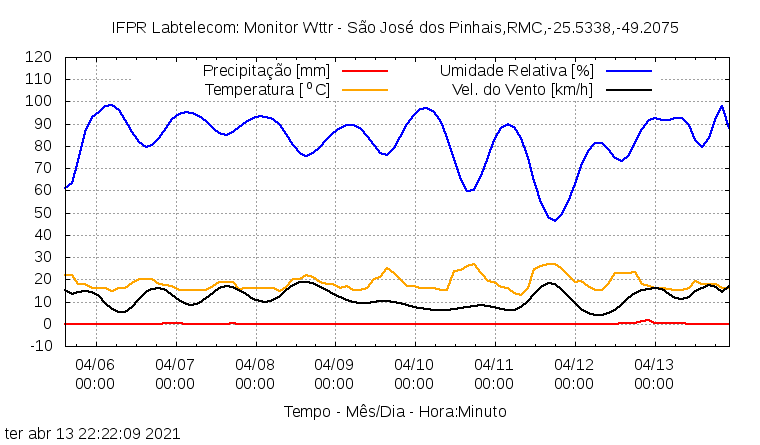 IFPR Labtelecom: Monitor Wttr - São José dos Pinhais,RMC,-25.5338,-49.2075
120
110
100
90
80
70
60
50
40
30
20
10
0
-10
Precipitação [mm]
Temperatura [ ⁰C]
Umidade Relativa [%]
Vel. do Vento [km/h]
04/06 04/07 04/08 04/09 04/10 04/11 04/12 04/13
00:00 00:00 00:00 00:00 00:00 00:00 00:00 00:00
Tempo - Mês/Dia - Hora:Minuto
ter abr 13 22:22:09 2021